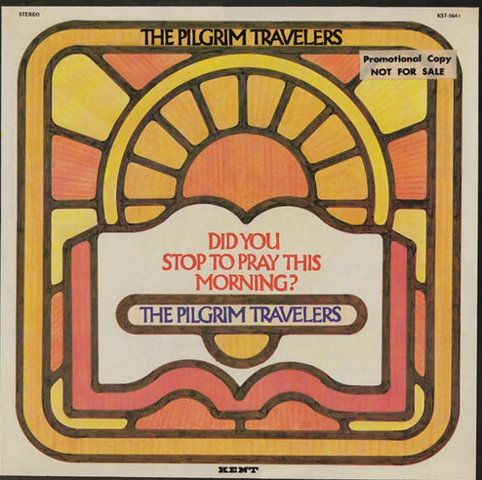 STEREO
KST-564
THE PILGRIM TRAVELERS
Promotional Copy
NOT FOR SALE
DID YOU
STOP TO PRAY THIS
MORNING?
THE PILGRIM TRAVELERS
KENT